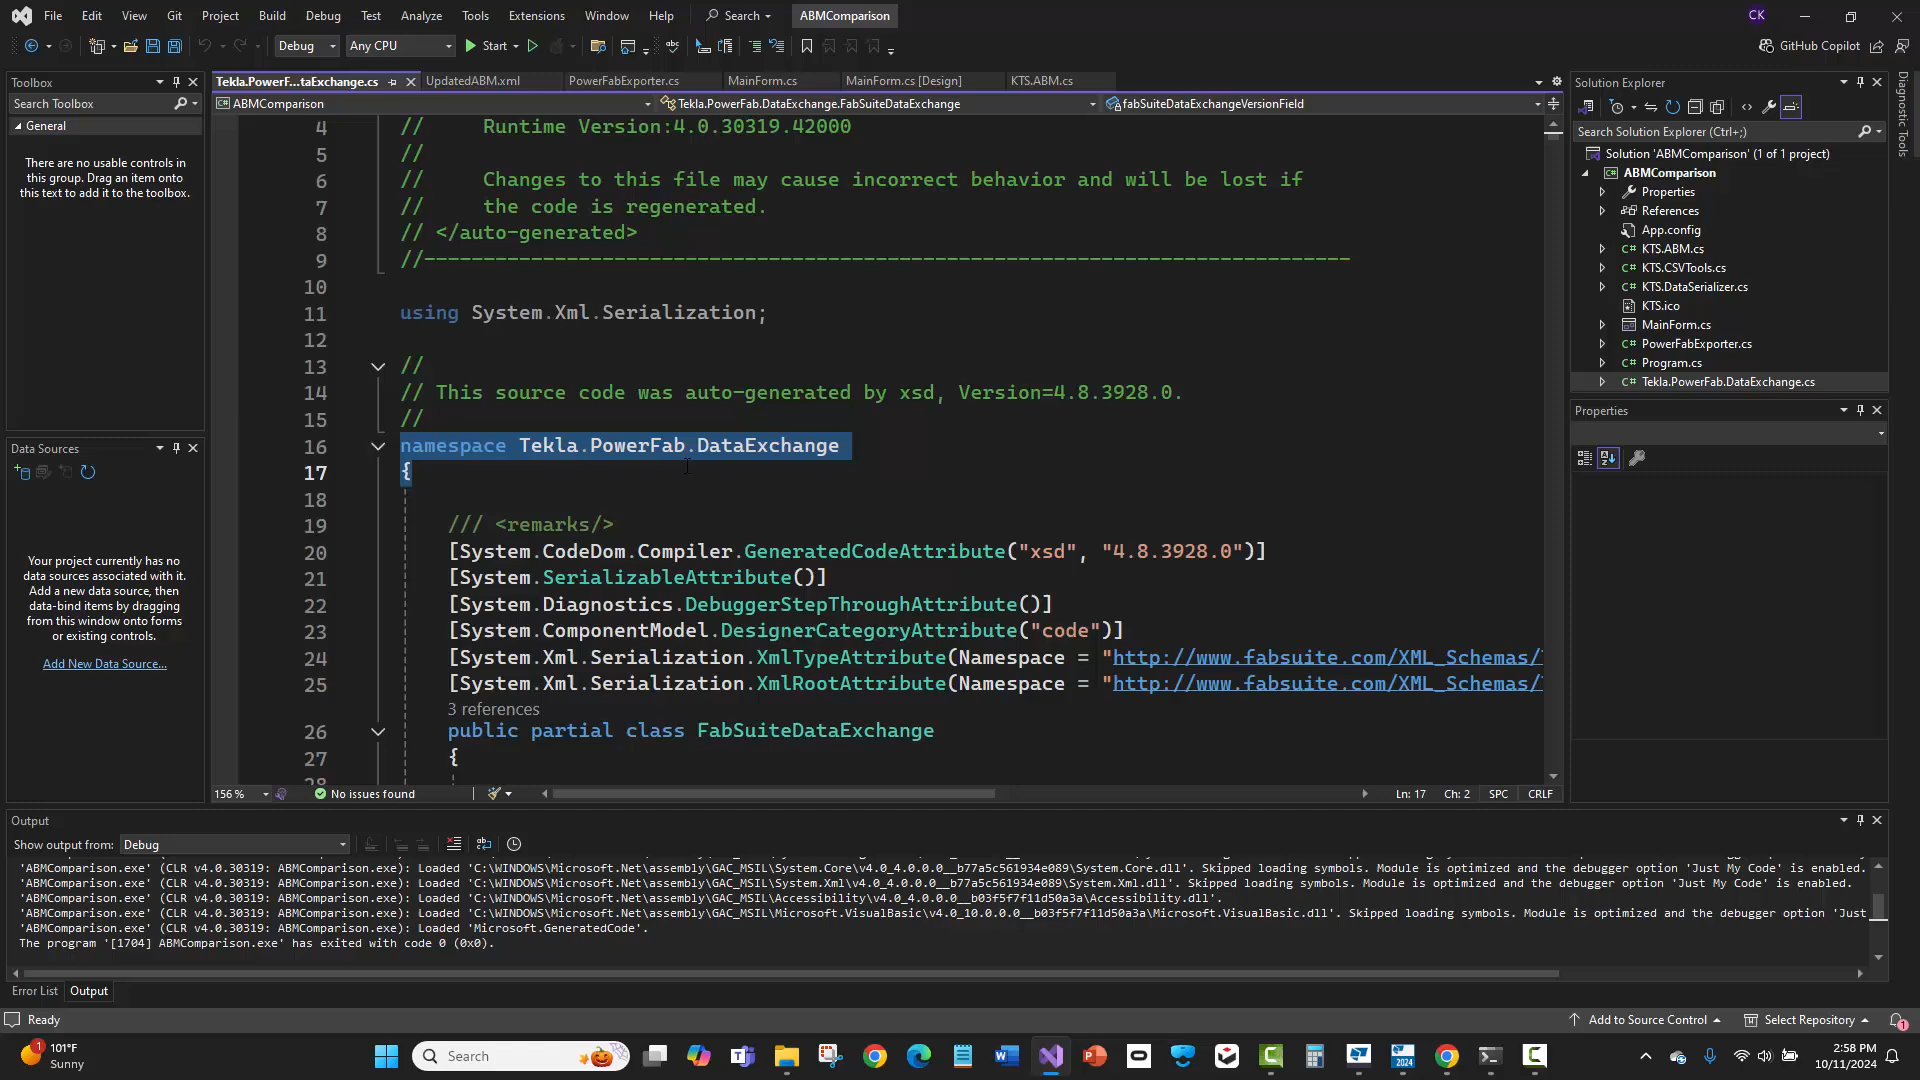 File Edit View Git Project Build Debug Test Analyze Tools Extensions Window Help Search ABMComparison CK
Debug Any CPU Start GitHub Copilot
Toolbox
Search Toolbox
General
There are no usable controls in
this group. Drag an item onto
this text to add it to the toolbox.
Data Sources
Your project currently has no
data sources associated with it.
Add a new data source, then
data-bind items by dragging
from this window onto forms
or existing controls.
Add New Data Source...
Tekla.PowerF...taExchange.cs UpdatedABM.xml PowerFabExporter.cs MainForm.cs MainForm.cs [Design] KTS.ABM.cs
ABMComparison Tekla.PowerFab.DataExchange.FabSuiteDataExchange fabSuiteDataExchangeVersionField
4 // Runtime Version:4.0.30319.42000
5 //
6 // Changes to this file may cause incorrect behavior and will be lost if
7 // the code is regenerated.
8 // </auto-generated>
9 //------------------------------------------------------------------------------
10
11 using System.Xml.Serialization;
12
13 //
14 // This source code was auto-generated by xsd, Version=4.8.3928.0.
15 //
16 namespace Tekla.PowerFab.DataExchange
17 {
18
19 /// <remarks/>
20 [System.CodeDom.Compiler.GeneratedCodeAttribute("xsd", "4.8.3928.0")]
21 [System.SerializableAttribute()]
22 [System.Diagnostics.DebuggerStepThroughAttribute()]
23 [System.ComponentModel.DesignerCategoryAttribute("code")]
24 [System.Xml.Serialization.XmlTypeAttribute(Namespace = "http://www.fabsuite.com/XML_Schemas/
25 [System.Xml.Serialization.XmlRootAttribute(Namespace = "http://www.fabsuite.com/XML_Schemas/
3 references
26 public partial class FabSuiteDataExchange
27 {
28
156 % No issues found Ln: 17 Ch: 2 SPC CRLF
Solution Explorer
Search Solution Explorer (Ctrl+;)
Solution 'ABMComparison' (1 of 1 project)
ABMComparison
Properties
References
App.config
C# KTS.ABM.cs
C# KTS.CSVTools.cs
C# KTS.DataSerializer.cs
KTS.ico
MainForm.cs
C# PowerFabExporter.cs
C# Program.cs
C# Tekla.PowerFab.DataExchange.cs
Properties
Diagnostic Tools
Output
Show output from: Debug
'ABMComparison.exe' (CLR v4.0.30319: ABMComparison.exe): Loaded 'C:\WINDOWS\Microsoft.Net\assembly\GAC_MSIL\System.Core\v4.0_4.0.0.0__b77a5c561934e089\System.Core.dll'. Skipped loading symbols. Module is optimized and the debugger option 'Just My Code' is enabled.
'ABMComparison.exe' (CLR v4.0.30319: ABMComparison.exe): Loaded 'C:\WINDOWS\Microsoft.Net\assembly\GAC_MSIL\System.Xml\v4.0_4.0.0.0__b77a5c561934e089\System.Xml.dll'. Skipped loading symbols. Module is optimized and the debugger option 'Just My Code' is enabled.
'ABMComparison.exe' (CLR v4.0.30319: ABMComparison.exe): Loaded 'C:\WINDOWS\Microsoft.Net\assembly\GAC_MSIL\Accessibility\v4.0_4.0.0.0__b03f5f7f11d50a3a\Accessibility.dll'.
'ABMComparison.exe' (CLR v4.0.30319: ABMComparison.exe): Loaded 'C:\WINDOWS\Microsoft.Net\assembly\GAC_MSIL\Microsoft.VisualBasic\v4.0_10.0.0.0__b03f5f7f11d50a3a\Microsoft.VisualBasic.dll'. Skipped loading symbols. Module is optimized and the debugger option 'Just
'ABMComparison.exe' (CLR v4.0.30319: ABMComparison.exe): Loaded 'Microsoft.GeneratedCode'.
The program '[1704] ABMComparison.exe' has exited with code 0 (0x0).
Error List Output
Ready Add to Source Control Select Repository 1
1 101°F
Sunny
Search
2024
2:58 PM
10/11/2024